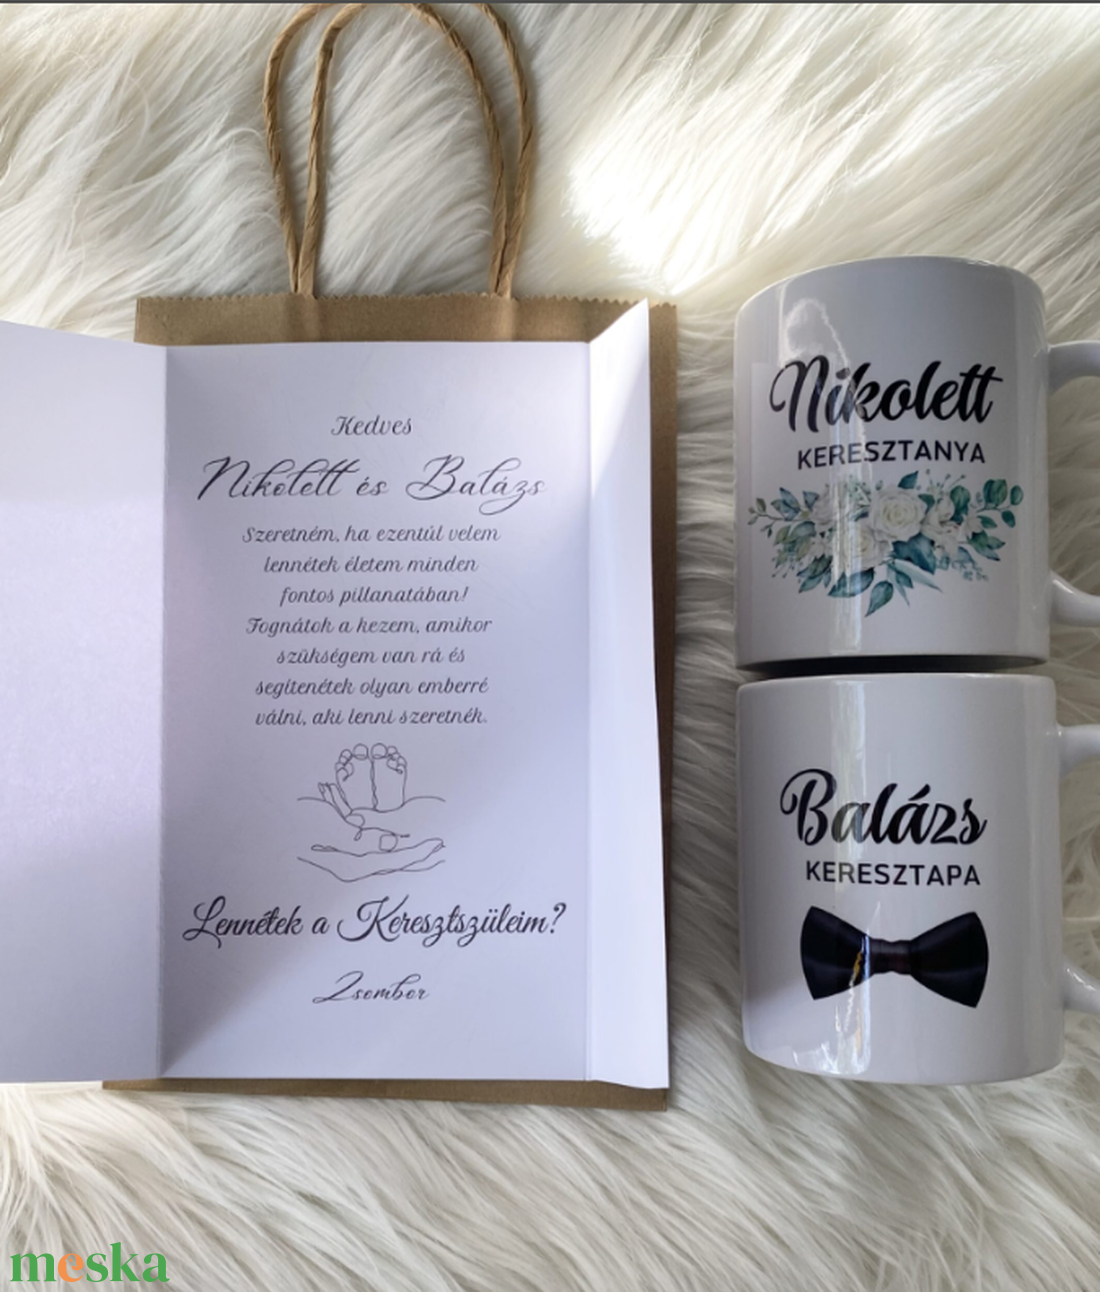 Kedves
Nikolett és Balázs
Szeretném, ha ezentúl velem
lennétek életem minden
fontos pillanatában!
Fognátok a kezem, amikor
szükségem van rá és
segítenétek olyan emberré
válni, aki lenni szeretnék.
Lennétek a Keresztszüleim?
Zsombor
Nikolett
KERESZTANYA
Balázs
KERESZTAPA
meska